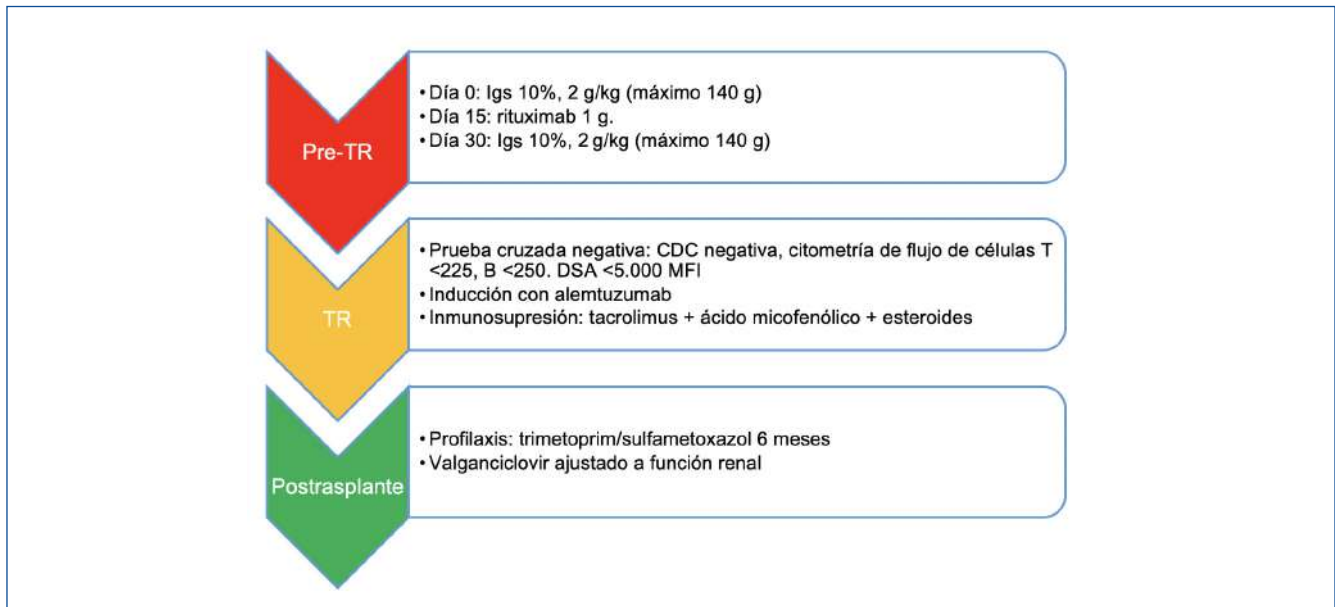 Pre-TR
•Día 0: Igs 10%, 2 g/kg (máximo 140 g)
•Día 15: rituximab 1 g.
•Día 30: Igs 10%, 2 g/kg (máximo 140 g)
TR
•Prueba cruzada negativa: CDC negativa, citometría de flujo de células T
<225, B <250. DSA <5.000 MFI
•Inducción con alemtuzumab
•Inmunosupresión: tacrolimus + ácido micofenólico + esteroides
Postrasplante
•Profilaxis: trimetoprim/sulfametoxazol 6 meses
•Valganciclovir ajustado a función renal